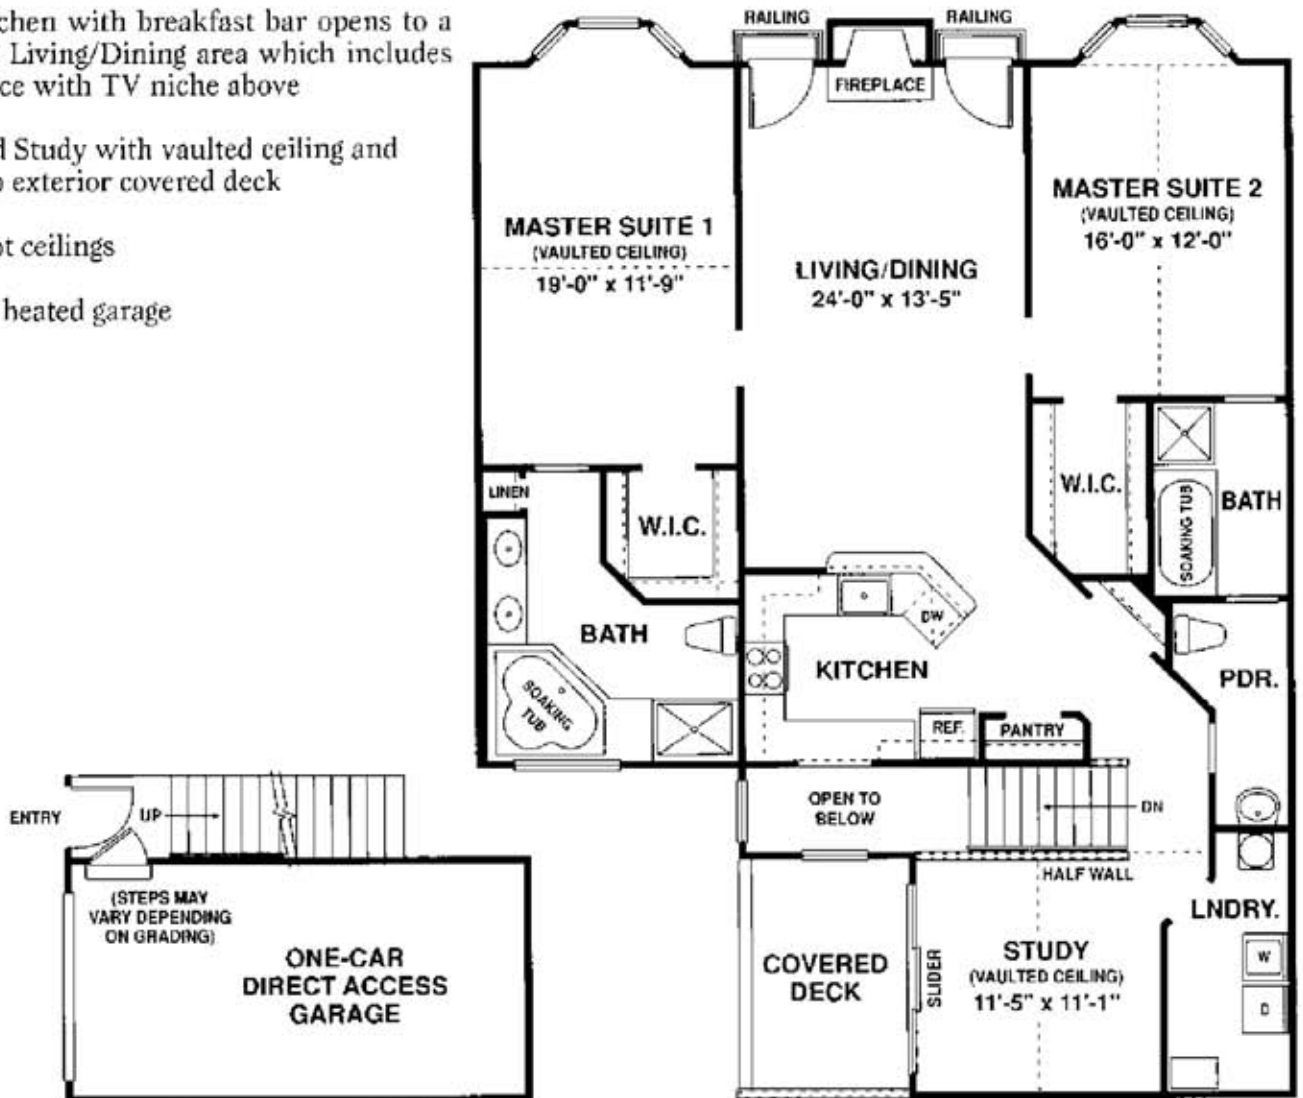 chen with breakfast bar opens to a
Living/Dining area which includes
ce with TV niche above
d Study with vaulted ceiling and
o exterior covered deck
ot ceilings
heated garage
RAILING
RAILING
FIREPLACE
MASTER SUITE 1
(VAULTED CEILING)
19'-0" x 11'-9"
LIVING/DINING
24'-0" x 13'-5"
MASTER SUITE 2
(VAULTED CEILING)
16'-0" x 12'-0"
LINEN
W.I.C.
W.I.C.
SOAKING TUB
BATH
BATH
SOAKING
TUB
DW
KITCHEN
REF.
PANTRY
PDR.
ENTRY
UP
OPEN TO
BELOW
DN
HALF WALL
(STEPS MAY
VARY DEPENDING
ON GRADING)
ONE-CAR
DIRECT ACCESS
GARAGE
COVERED
DECK
SLIDER
STUDY
(VAULTED CEILING)
11'-5" x 11'-1"
LNDRY.
W
D